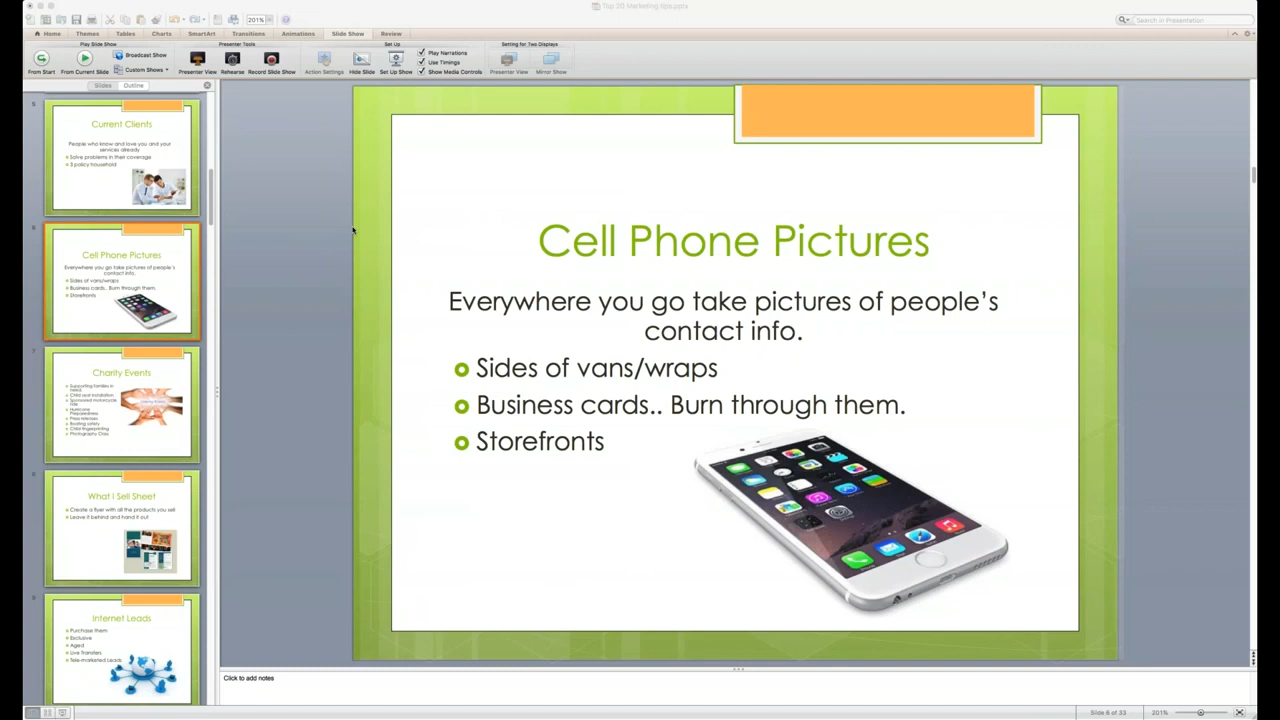 Top 20 Marketing tips.pptx
201%
Search in Presentation
Home
Themes
Tables
Charts
SmartArt
Transitions
Animations
Slide Show
Review
Play Slide Show
Presenter Tools
Set Up
Setting for Two Displays
From Start
From Current Slide
Broadcast Show
Custom Shows
Presenter View
Rehearse
Record Slide Show
Action Settings
Hide Slide
Set Up Show
Play Narrations
Use Timings
Show Media Controls
Presenter View
Mirror Show
Slides
Outline
5
Current Clients
People who know and love you and your
services already
Solve problems in their coverage
3 policy household
6
Cell Phone Pictures
Everywhere you go take pictures of people's
contact info.
Sides of vans/wraps
Business cards.. Burn through them.
Storefronts
7
Charity Events
Supporting families in
need
Child seat installation
Sponsored motorcycle
ride
Hurricane
Preparedness
Press releases
Boating safety
Child fingerprinting
Photography Class
8
What I Sell Sheet
Create a flyer with all the products you sell
Leave it behind and hand it out
9
Internet Leads
Purchase them
Exclusive
Aged
Live Transfers
Tele-marketed Leads
Cell Phone Pictures
Everywhere you go take pictures of people's
contact info.
Sides of vans/wraps
Business cards.. Burn through them.
Storefronts
Click to add notes
Slide 6 of 33
201%